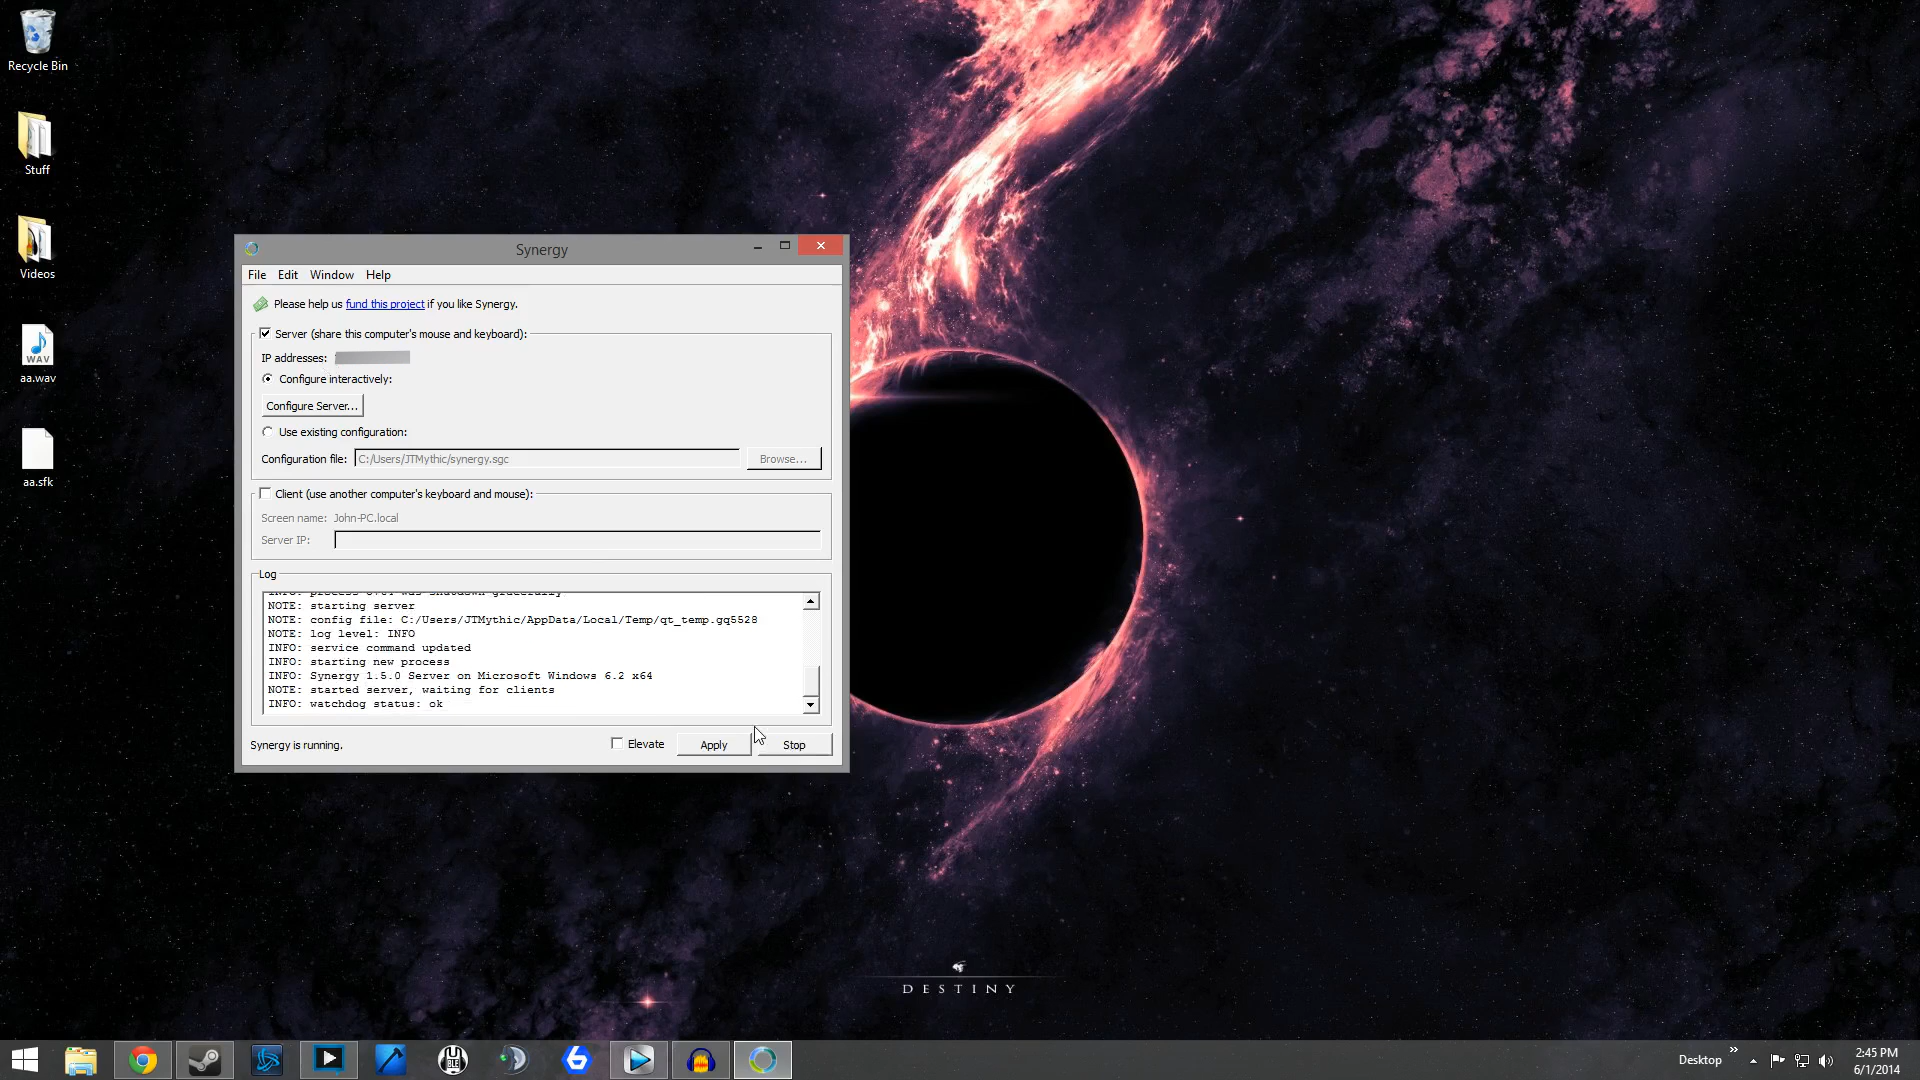 Recycle Bin
Stuff
Videos
WAV
aa.wav
aa.sfk
Synergy
File Edit Window Help
Please help us fund this project if you like Synergy.
Server (share this computer's mouse and keyboard):
IP addresses:
Configure interactively:
Configure Server...
Use existing configuration:
Configuration file: C:/Users/JTMythic/synergy.sgc Browse...
Client (use another computer's keyboard and mouse):
Screen name: John-PC.local
Server IP:
Log
NOTE: starting server
NOTE: config file: C:/Users/JTMythic/AppData/Local/Temp/qt_temp.gq5528
NOTE: log level: INFO
INFO: service command updated
INFO: starting new process
INFO: Synergy 1.5.0 Server on Microsoft Windows 6.2 x64
NOTE: started server, waiting for clients
INFO: watchdog status: ok
Synergy is running. Elevate Apply Stop
DESTINY
Desktop
2:45 PM
6/1/2014